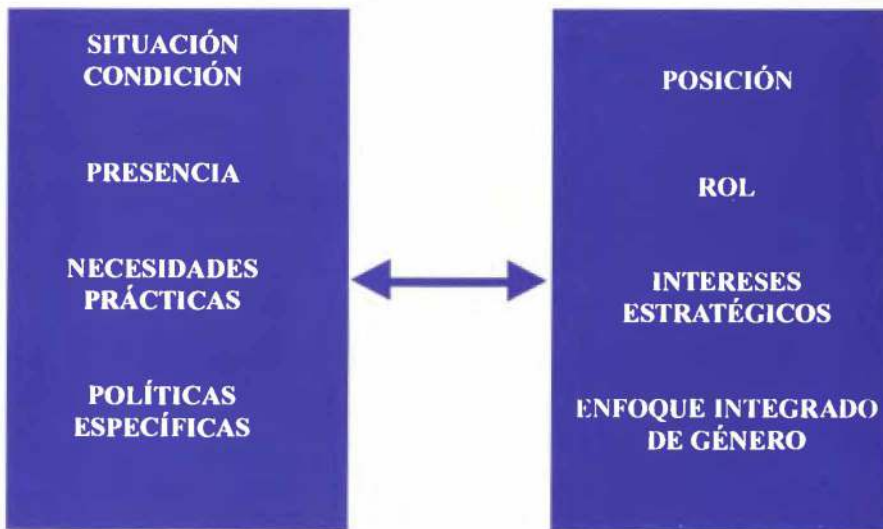 SITUACIÓN
CONDICIÓN
PRESENCIA
NECESIDADES
PRÁCTICAS
POLÍTICAS
ESPECÍFICAS
POSICIÓN
ROL
INTERESES
ESTRATÉGICOS
ENFOQUE INTEGRADO
DE GÉNERO